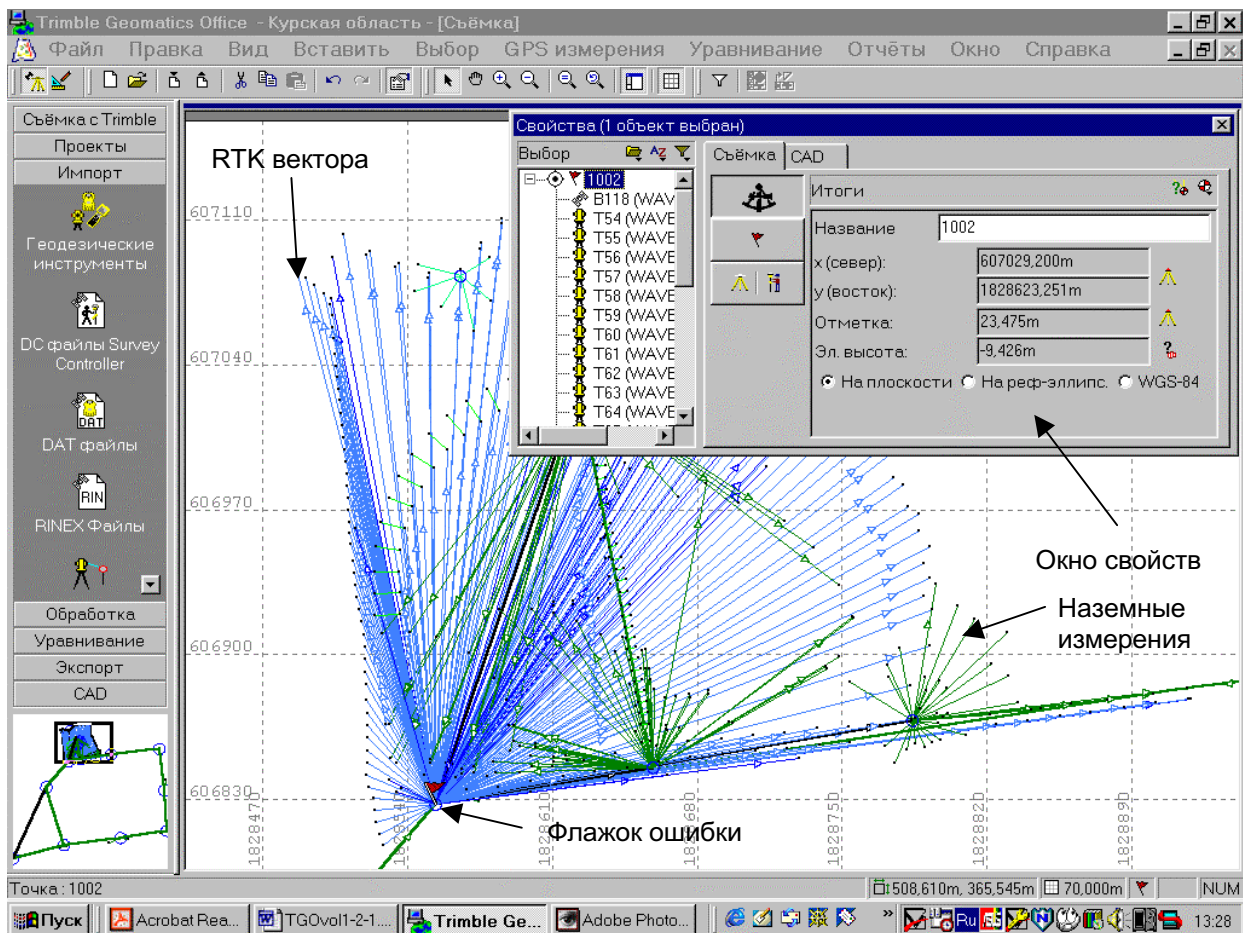 Trimble Geomatics Office - Курская область - [Съёмка]
Файл Правка Вид Вставить Выбор GPS измерения Уравнивание Отчёты Окно Справка
Съёмка с Trimble
Проекты
Импорт
Геодезические
инструменты
DC файлы Survey
Controller
DAT
DAT файлы
RIN
RINEX Файлы
Обработка
Уравнивание
Экспорт
CAD
RTK вектора
607110
607040
606970
606900
606830
1828470
1828540
1828610
1828680
1828750
1828820
1828890
Свойства (1 объект выбран)
Выбор
1002
B118 (WAV
T54 (WAVE
T55 (WAVE
T56 (WAVE
T57 (WAVE
T58 (WAVE
T59 (WAVE
T60 (WAVE
T61 (WAVE
T62 (WAVE
T63 (WAVE
T64 (WAVE
Съёмка CAD
Итоги
Название 1002
x (север): 607029,200m
y (восток): 1828623,251m
Отметка: 23,475m
Эл. высота: -9,426m
На плоскости На реф-эллипс. WGS-84
Окно свойств
Наземные
измерения
Флажок ошибки
Точка : 1002 508,610m, 365,545m 70,000m NUM
Пуск Acrobat Rea... TGOvol1-2-1.... Trimble Ge... Adobe Photo... » Ru 13:28